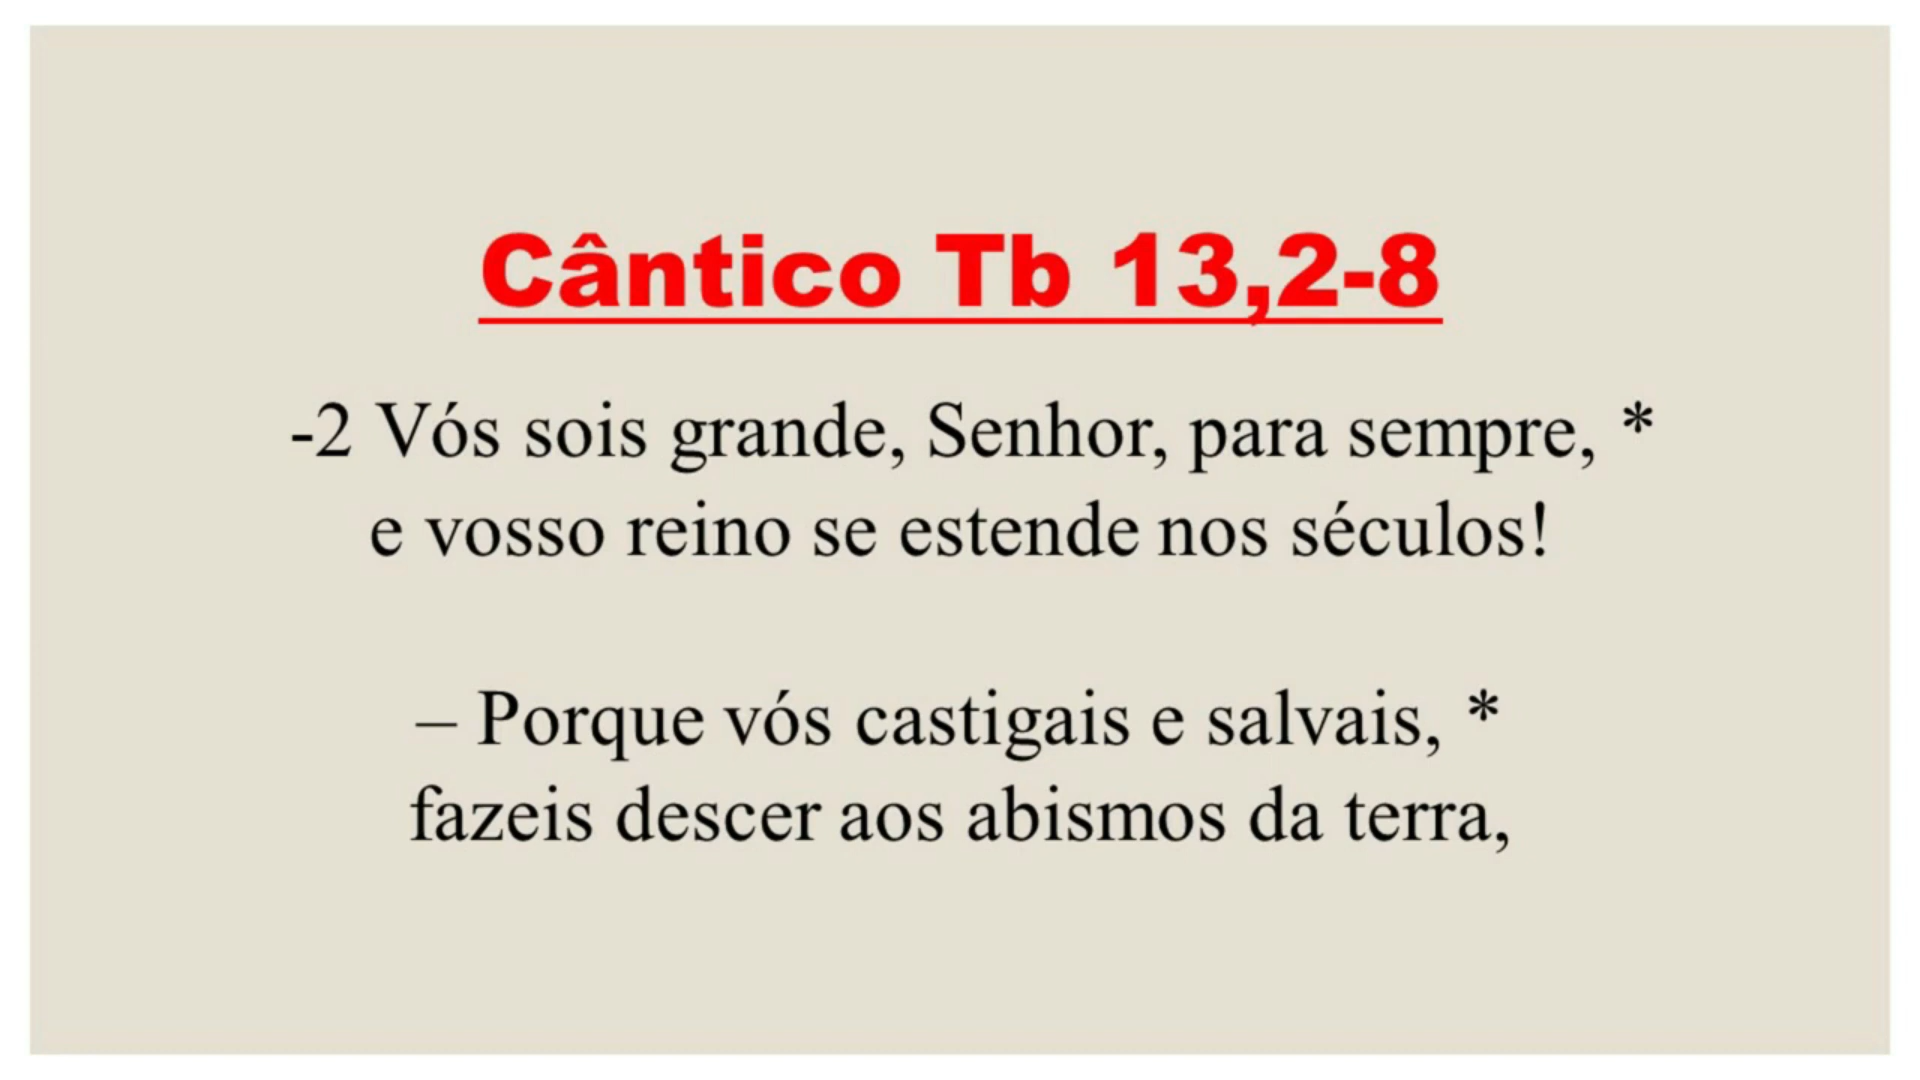 Cântico Tb 13,2-8
-2 Vós sois grande, Senhor, para sempre, *
e vosso reino se estende nos séculos!
– Porque vós castigais e salvais, *
fazeis descer aos abismos da terra,